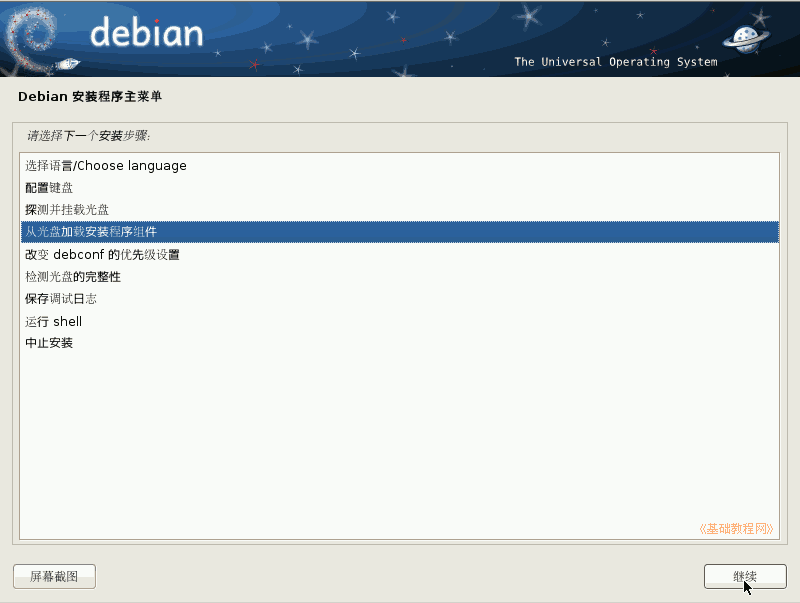 debian
The Universal Operating System
Debian 安装程序主菜单
请选择下一个安装步骤:
选择语言/Choose language
配置键盘
探测并挂载光盘
从光盘加载安装程序组件
改变 debconf 的优先级设置
检测光盘的完整性
保存调试日志
运行 shell
中止安装
《基础教程网》
屏幕截图
继续